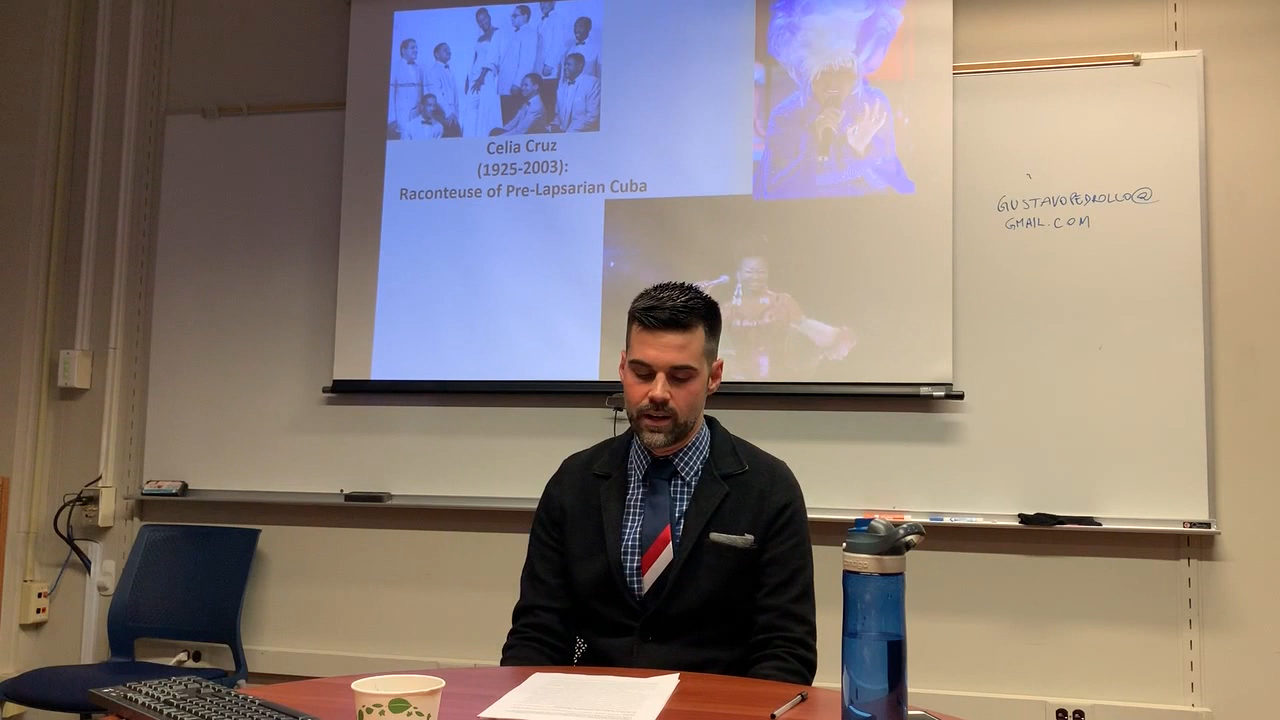 Celia Cruz
(1925-2003):
Raconteuse of Pre-Lapsarian Cuba
GUSTAVOPEDROLLO@
GMAIL.COM